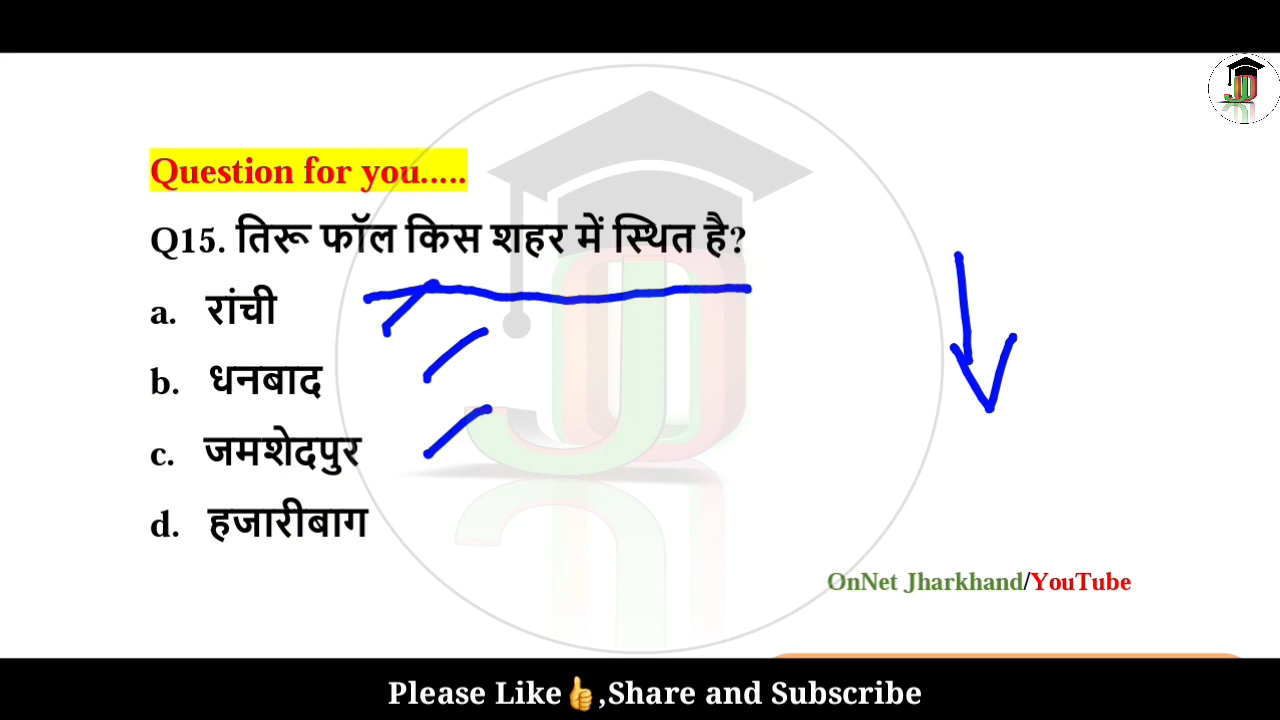 Question for you.....
Q15. तिरू फॉल किस शहर में स्थित है?
a. रांची
b. धनबाद
c. जमशेदपुर
d. हजारीबाग
OnNet Jharkhand/YouTube
Please Like👍,Share and Subscribe